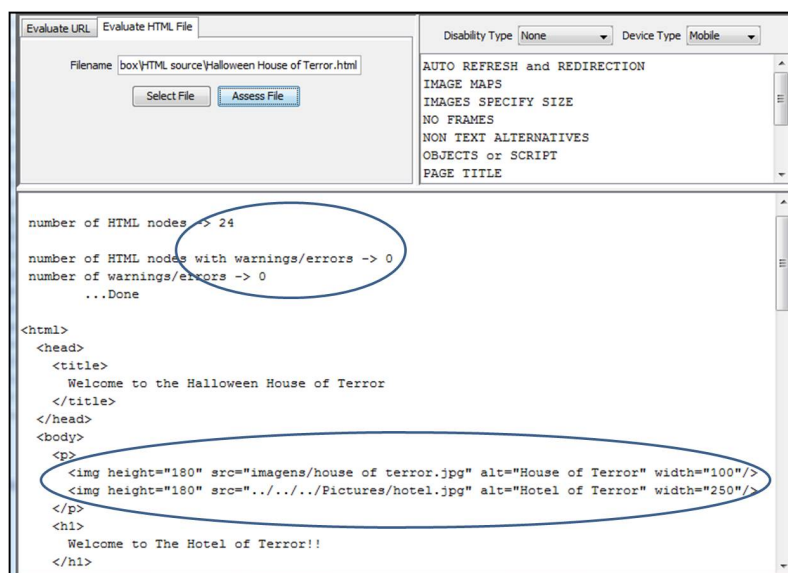 Evaluate URL Evaluate HTML File
Filename box\HTML source\Halloween House of Terror.html
Select File Assess File
Disability Type None Device Type Mobile
AUTO REFRESH and REDIRECTION
IMAGE MAPS
IMAGES SPECIFY SIZE
NO FRAMES
NON TEXT ALTERNATIVES
OBJECTS or SCRIPT
PAGE TITLE
number of HTML nodes -> 24
number of HTML nodes with warnings/errors -> 0
number of warnings/errors -> 0
...Done
<html>
<head>
<title>
Welcome to the Halloween House of Terror
</title>
</head>
<body>
<p>
<img height="180" src="imagens/house of terror.jpg" alt="House of Terror" width="100"/>
<img height="180" src="../../../Pictures/hotel.jpg" alt="Hotel of Terror" width="250"/>
</p>
<h1>
Welcome to The Hotel of Terror!!
</h1>